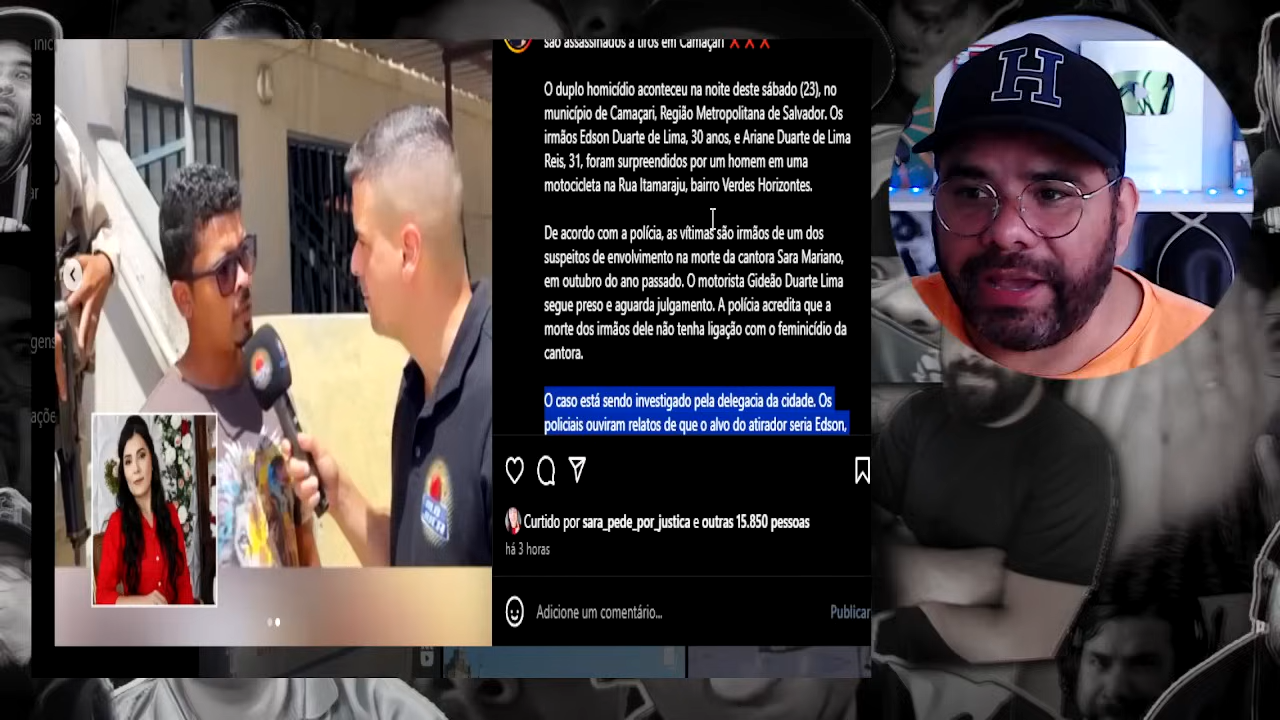 são assassinados a tiros em Camaçari ❌❌❌
O duplo homicídio aconteceu na noite deste sábado (23), no
município de Camaçari, Região Metropolitana de Salvador. Os
irmãos Edson Duarte de Lima, 30 anos, e Ariane Duarte de Lima
Reis, 31, foram surpreendidos por um homem em uma
motocicleta na Rua Itamaraju, bairro Verdes Horizontes.
De acordo com a polícia, as vítimas são irmãos de um dos
suspeitos de envolvimento na morte da cantora Sara Mariano,
em outubro do ano passado. O motorista Gideão Duarte Lima
segue preso e aguarda julgamento. A polícia acredita que a
morte dos irmãos dele não tenha ligação com o feminicídio da
cantora.
O caso está sendo investigado pela delegacia da cidade. Os
policiais ouviram relatos de que o alvo do atirador seria Edson,
Curtido por sara_pede_por_justica e outras 15.850 pessoas
há 3 horas
Adicione um comentário...
Publicar
H